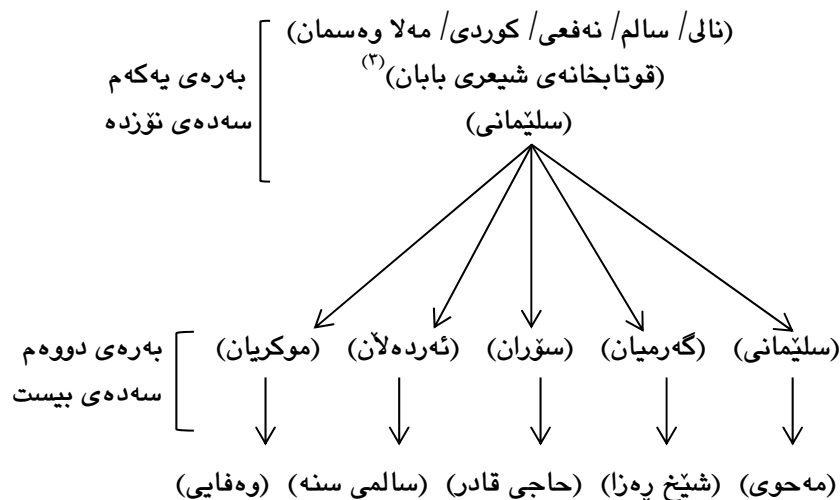 (نالی/ سالم/ نەفعی/ کوردی/ مەلا وەسمان)
بەرەی یەکەم
(قوتابخانەی شیعری بابان)(٣)
سەدەی نۆزدە
(سلێمانی)
بەرەی دووەم
(سلێمانی) (گەرمیان) (سۆران) (ئەردەڵان) (موکریان)
سەدەی بیست
(مەحوی) (شێخ ڕەزا) (حاجی قادر) (سالمی سنە) (وەفایی)